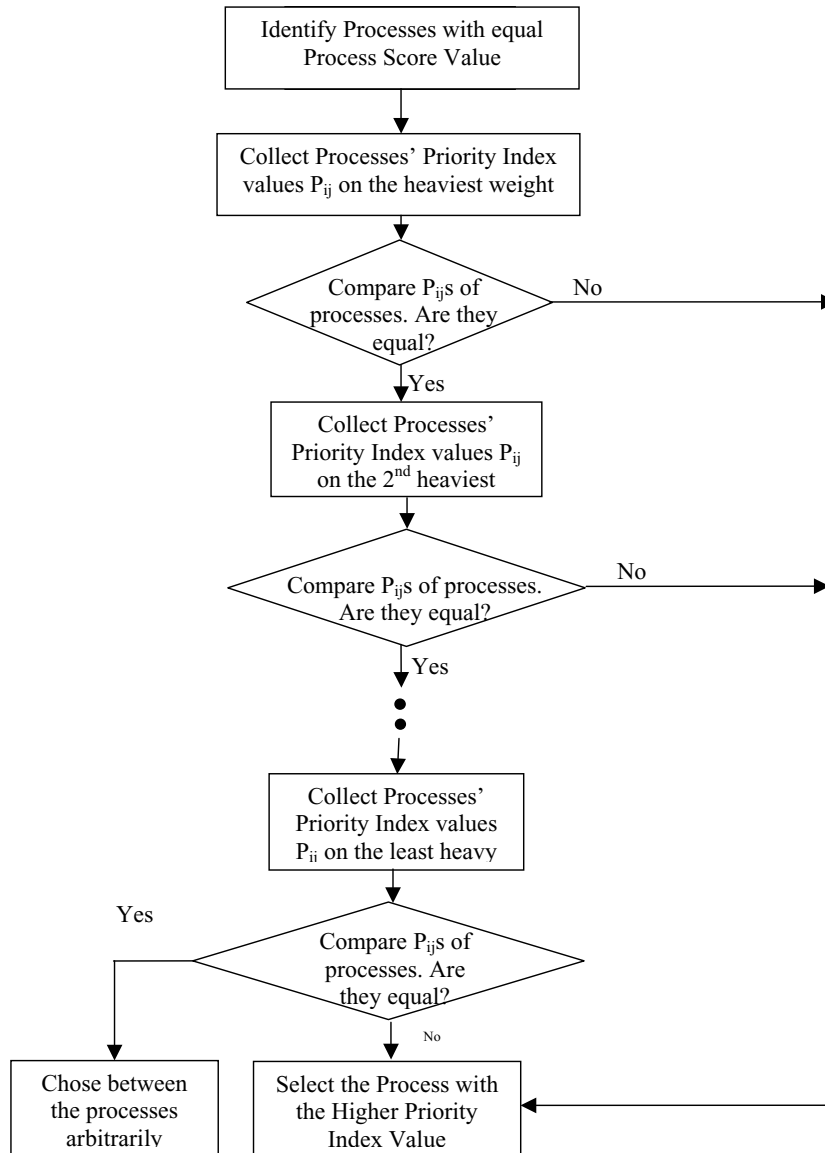 Identify Processes with equal
Process Score Value
Collect Processes’ Priority Index
values Pij on the heaviest weight
Compare Pijs of
processes. Are they
equal?
No
Yes
Collect Processes’
Priority Index values Pij
on the 2nd heaviest
Compare Pijs of processes.
Are they equal?
No
Yes
Collect Processes’
Priority Index values
Pij on the least heavy
Yes
Compare Pijs of
processes. Are
they equal?
No
Chose between
the processes
arbitrarily
Select the Process with
the Higher Priority
Index Value